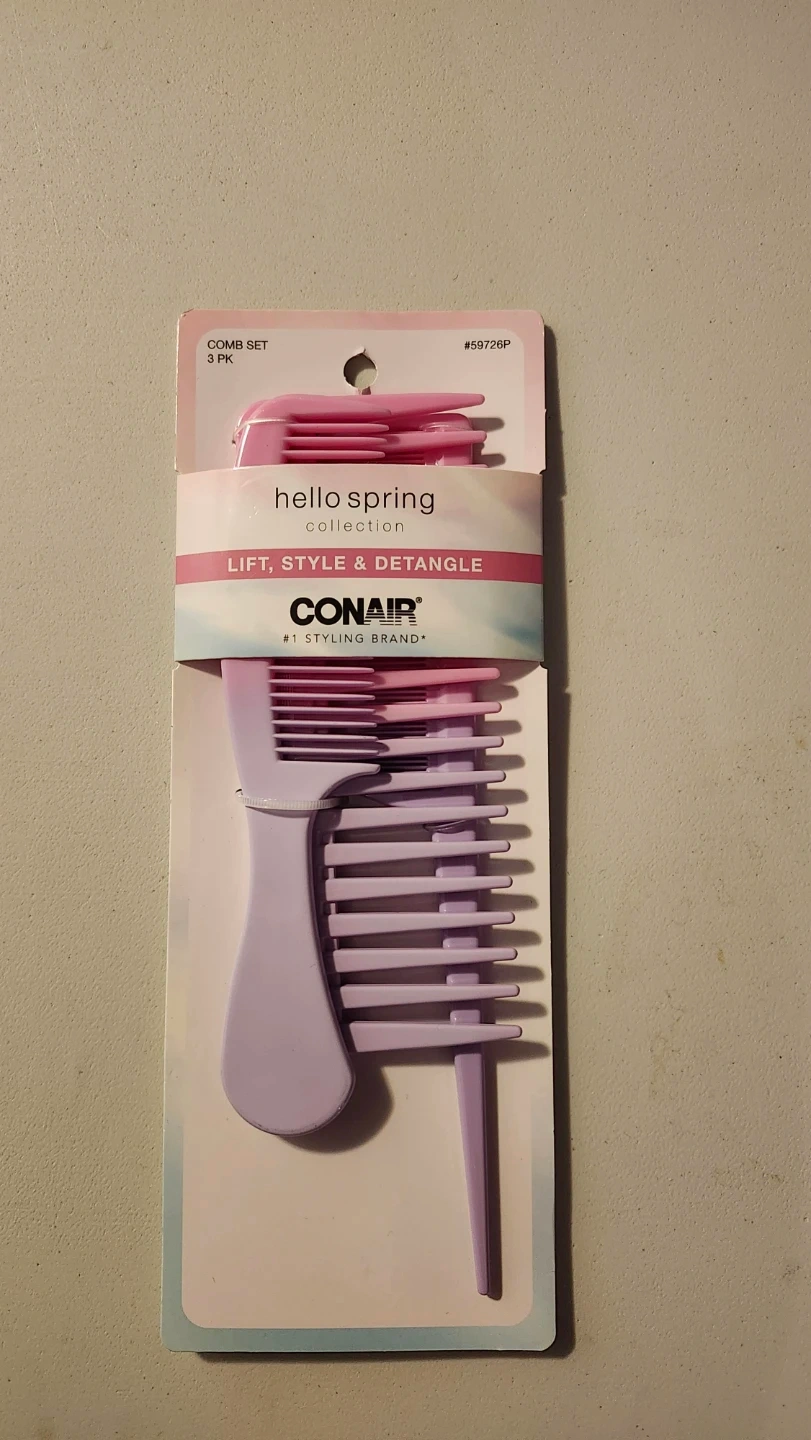 COMB SET
3 PK
#59726P
hello spring
collection
LIFT, STYLE & DETANGLE
CONAIR®
#1 STYLING BRAND*